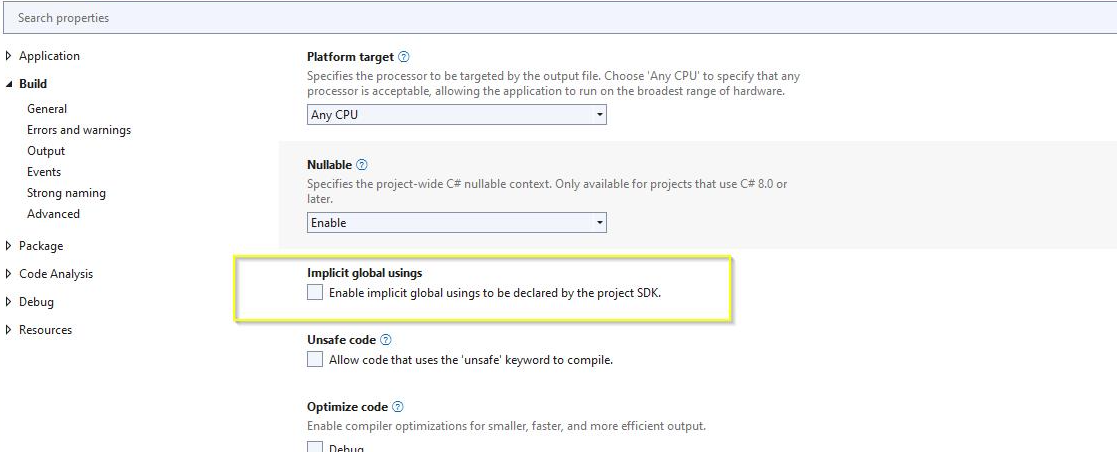 Search properties
Application
Build
General
Errors and warnings
Output
Events
Strong naming
Advanced
Package
Code Analysis
Debug
Resources
Platform target
Specifies the processor to be targeted by the output file. Choose 'Any CPU' to specify that any
processor is acceptable, allowing the application to run on the broadest range of hardware.
Any CPU
Nullable
Specifies the project-wide C# nullable context. Only available for projects that use C# 8.0 or
later.
Enable
Implicit global usings
Enable implicit global usings to be declared by the project SDK.
Unsafe code
Allow code that uses the 'unsafe' keyword to compile.
Optimize code
Enable compiler optimizations for smaller, faster, and more efficient output.
Debug